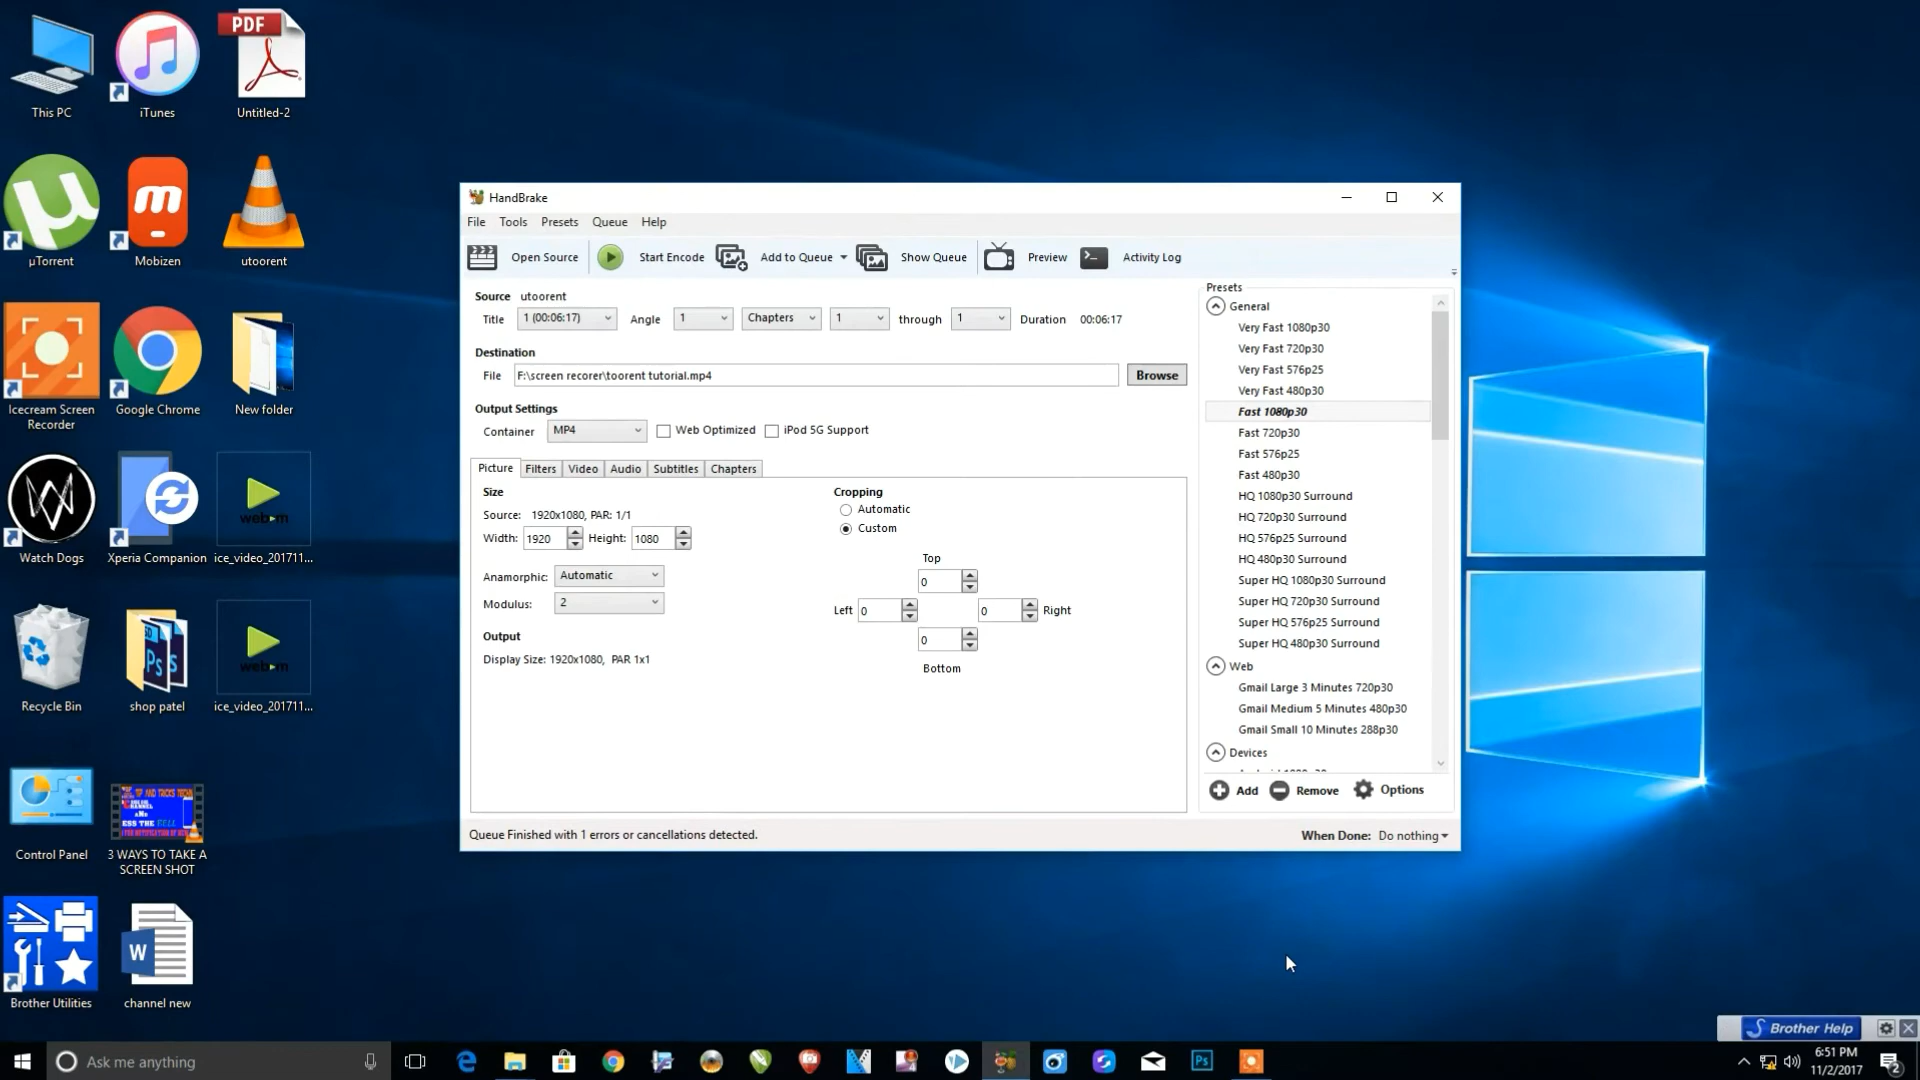 This PC
iTunes
PDF
Untitled-2
µTorrent
Mobizen
utoorent
Icecream Screen
Recorder
Google Chrome
New folder
Watch Dogs
Xperia Companion
ice_video_201711...
Recycle Bin
shop patel
ice_video_201711...
Control Panel
3 WAYS TO TAKE A
SCREEN SHOT
Brother Utilities
channel new
HandBrake
File Tools Presets Queue Help
Open Source Start Encode Add to Queue Show Queue Preview Activity Log
Source utoorent
Title 1 (00:06:17) Angle 1 Chapters 1 through 1 Duration 00:06:17
Destination
File F:\screen recorer\toorent tutorial.mp4 Browse
Output Settings
Container MP4 Web Optimized iPod 5G Support
Picture Filters Video Audio Subtitles Chapters
Size
Source: 1920x1080, PAR: 1/1
Width: 1920 Height: 1080
Anamorphic: Automatic
Modulus: 2
Output
Display Size: 1920x1080, PAR 1x1
Cropping
Automatic
Custom
Top
0
Left 0 0 Right
0
Bottom
Presets
General
Very Fast 1080p30
Very Fast 720p30
Very Fast 576p25
Very Fast 480p30
Fast 1080p30
Fast 720p30
Fast 576p25
Fast 480p30
HQ 1080p30 Surround
HQ 720p30 Surround
HQ 576p25 Surround
HQ 480p30 Surround
Super HQ 1080p30 Surround
Super HQ 720p30 Surround
Super HQ 576p25 Surround
Super HQ 480p30 Surround
Web
Gmail Large 3 Minutes 720p30
Gmail Medium 5 Minutes 480p30
Gmail Small 10 Minutes 288p30
Devices
Add Remove Options
Queue Finished with 1 errors or cancellations detected.
When Done: Do nothing
Brother Help
Ask me anything
6:51 PM
11/2/2017
2